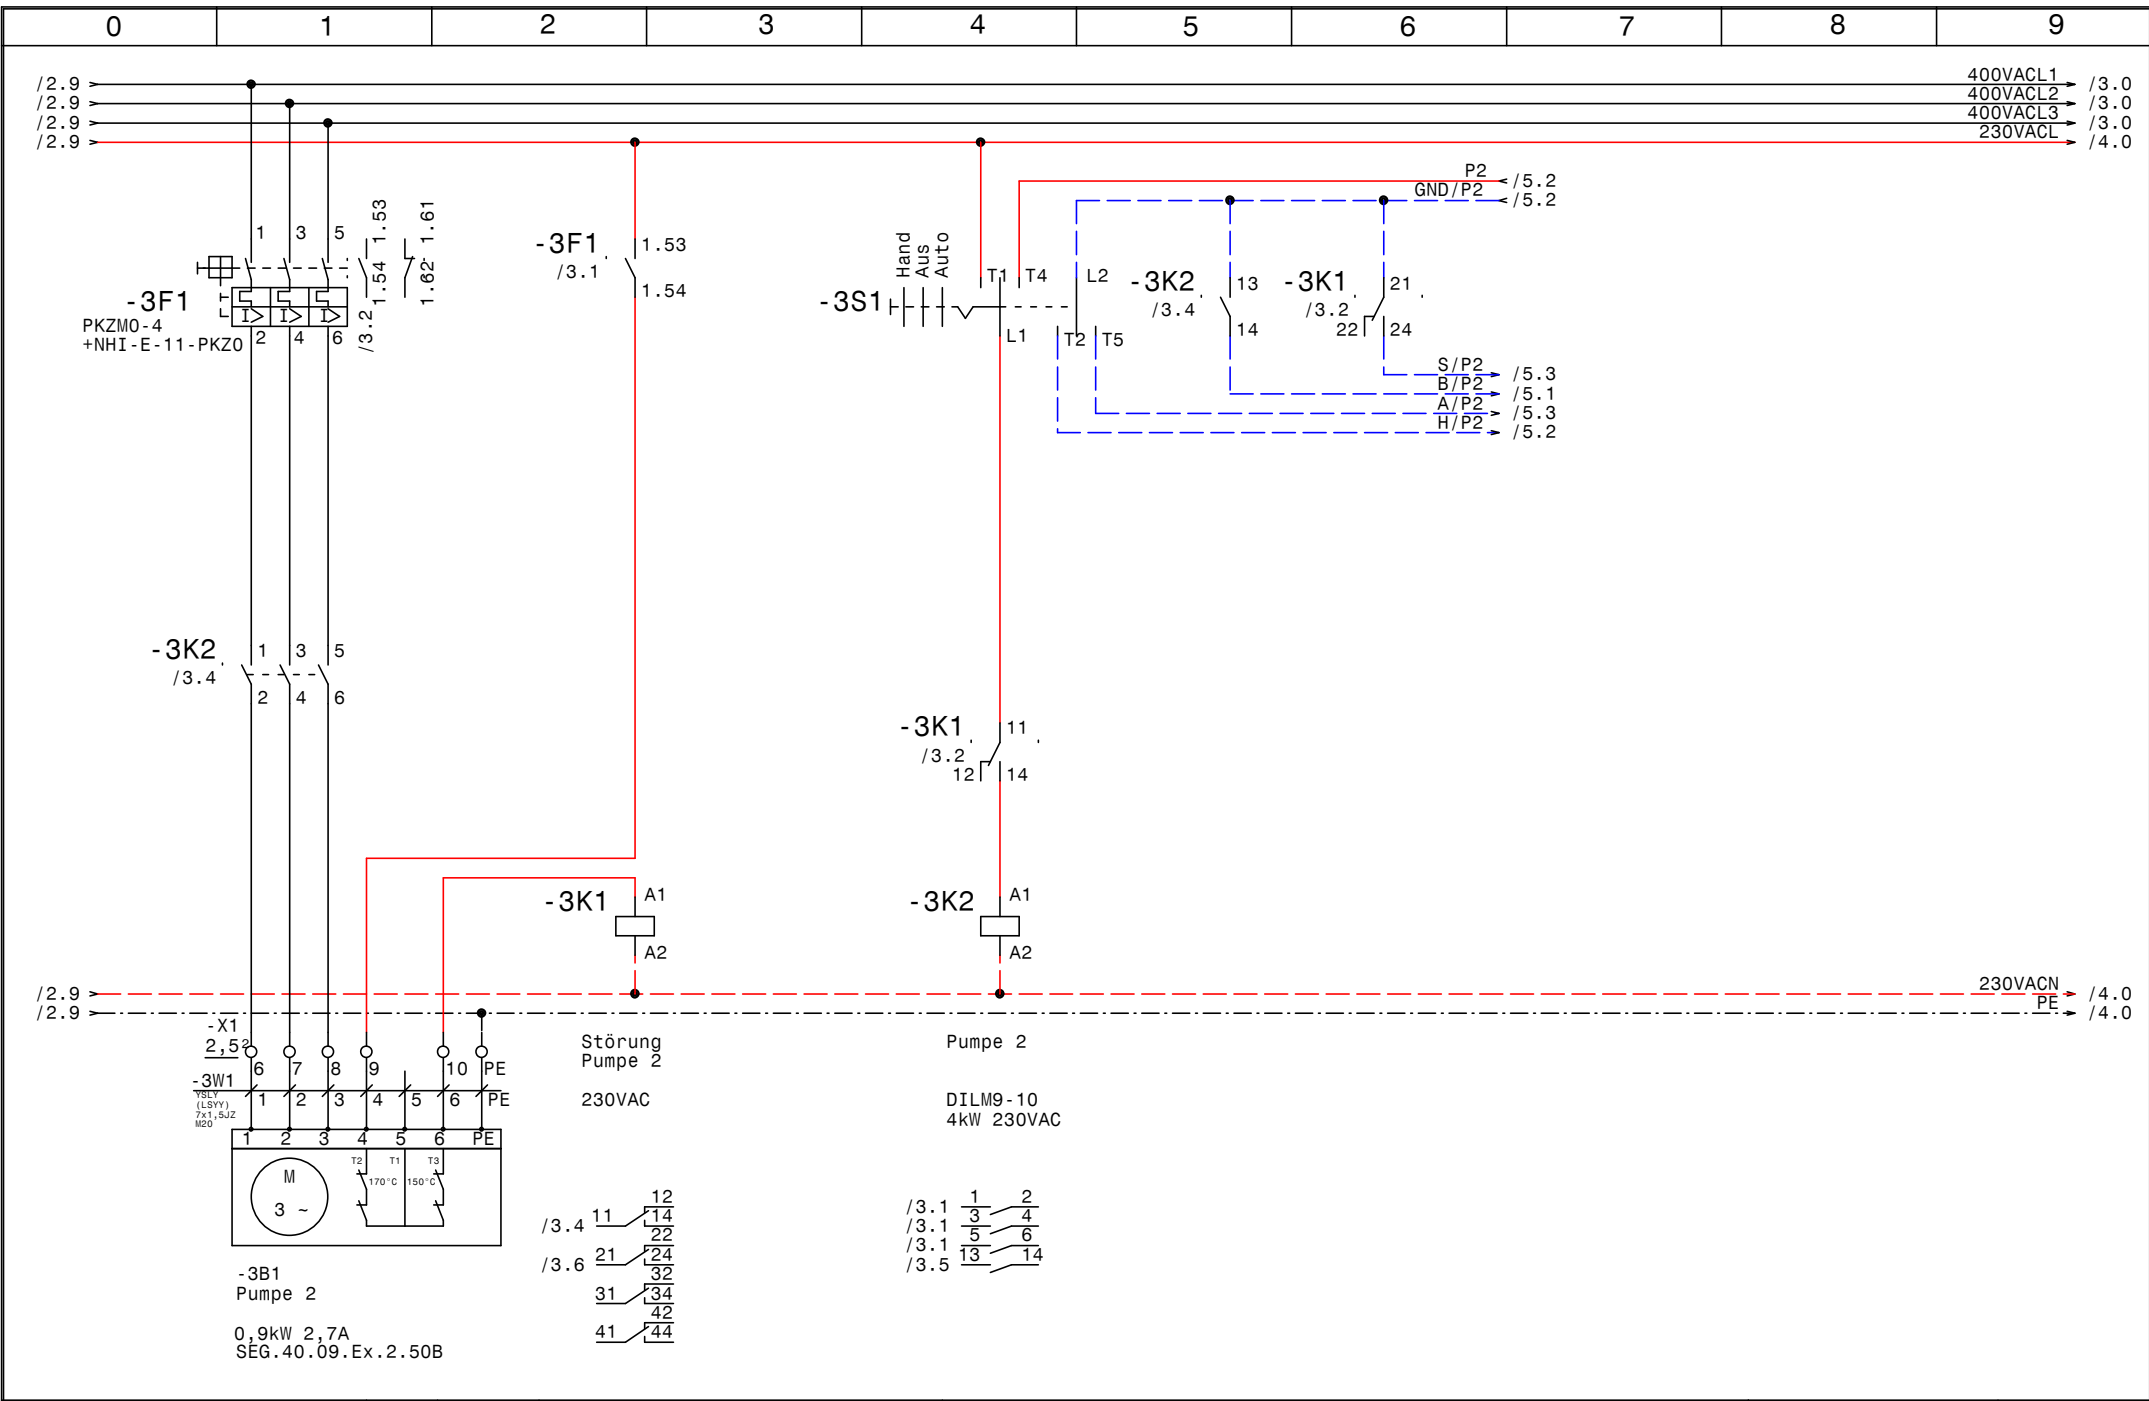 0 1 2 3 4 5 6 7 8 9
/2.9 400VACL1 /3.0
/2.9 400VACL2 /3.0
/2.9 400VACL3 /3.0
/2.9 230VACL /4.0
P2 /5.2
GND/P2 /5.2
-3F1
PKZM0-4
+NHI-E-11-PKZ0
1 3 5
2 4 6
1.53
1.54
1.61
1.62
/3.2
-3F1
/3.1
1.53
1.54
-3S1
Hand
Aus
Auto
T1 T4
L1
L2
T2 T5
-3K2
/3.4
13
14
-3K1
/3.2
21
22 24
S/P2 /5.3
B/P2 /5.1
A/P2 /5.3
H/P2 /5.2
-3K2
/3.4
1 3 5
2 4 6
-3K1
/3.2
11
12 14
-3K1
A1
A2
-3K2
A1
A2
/2.9 230VACN /4.0
/2.9 PE /4.0
-X1
2,5²
6 7 8 9 10 PE
-3W1
YSLY
(LSYY)
7x1,5JZ
M20
1 2 3 4 5 6 PE
1 2 3 4 5 6 PE
M
3 ~
T2 T1 T3
170°C 150°C
-3B1
Pumpe 2
0,9kW 2,7A
SEG.40.09.Ex.2.50B
Störung
Pumpe 2
230VAC
12
/3.4 11 14
22
/3.6 21 24
32
31 34
42
41 44
Pumpe 2
DILM9-10
4kW 230VAC
/3.1 1 2
/3.1 3 4
/3.1 5 6
/3.5 13 14